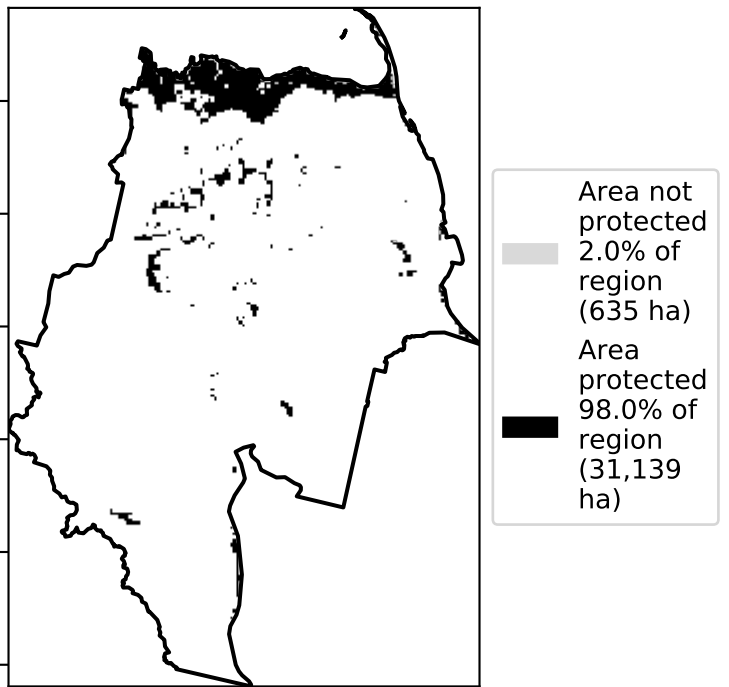 Area not
protected
2.0% of
region
(635 ha)
Area
protected
98.0% of
region
(31,139
ha)